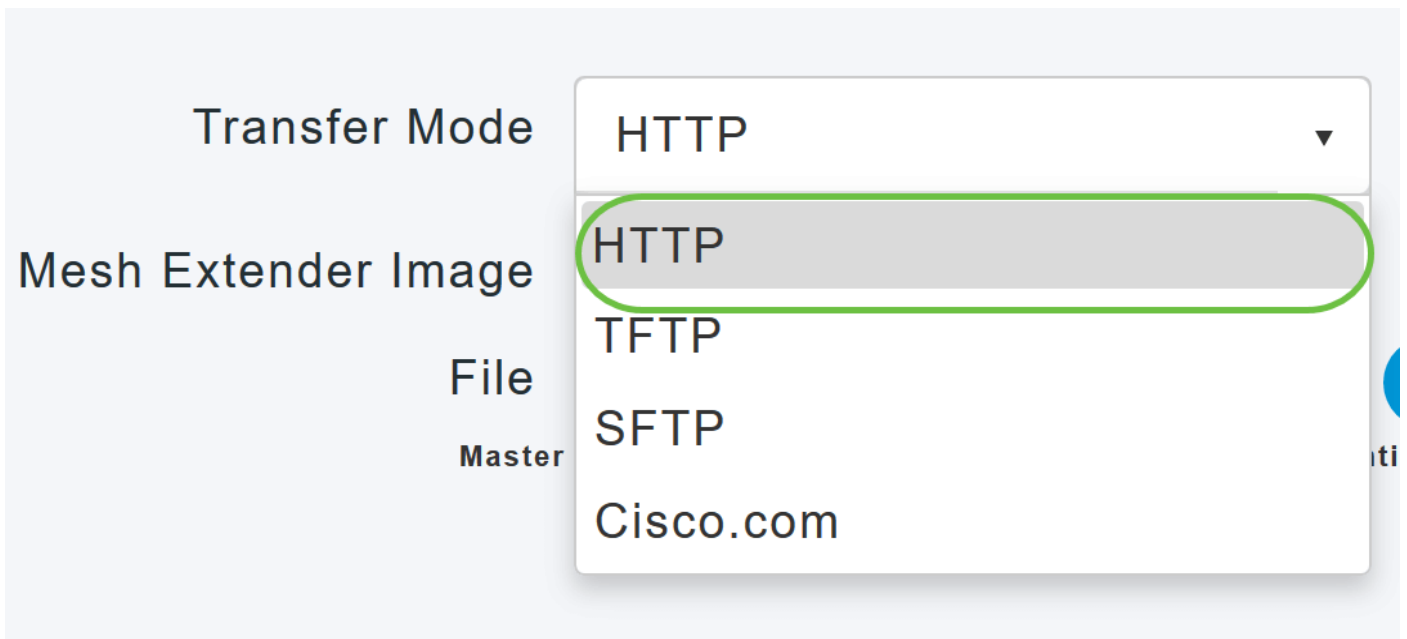 Transfer Mode HTTP
HTTP
Mesh Extender Image
TFTP
File
SFTP
Master
Cisco.com